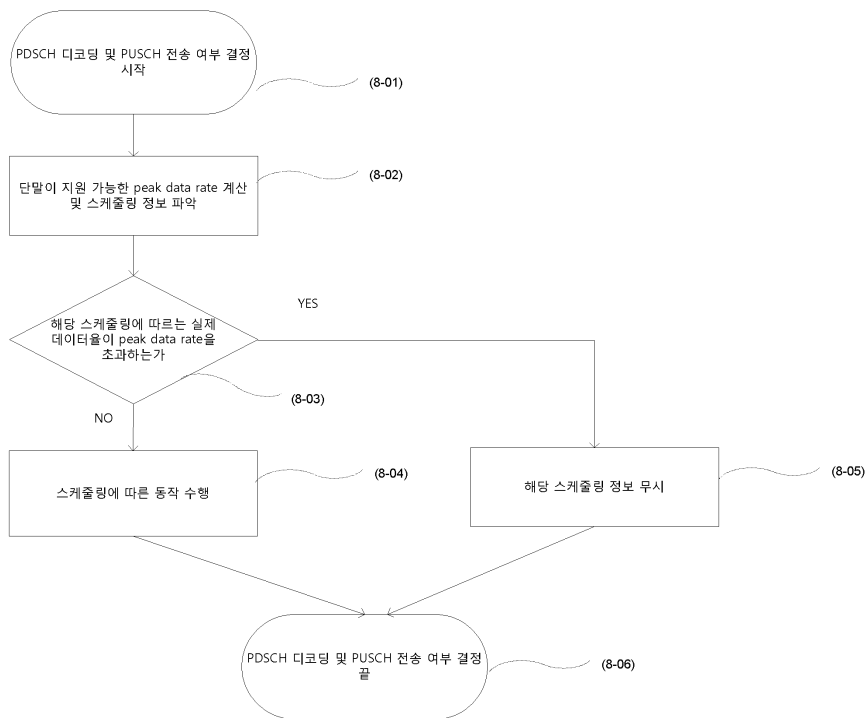 PDSCH 디코딩 및 PUSCH 전송 여부 결정
시작
(8-01)
단말이 지원 가능한 peak data rate 계산
및 스케줄링 정보 파악
(8-02)
해당 스케줄링에 따르는 실제
데이터율이 peak data rate을
초과하는가
YES
(8-03)
NO
스케줄링에 따른 동작 수행
(8-04)
해당 스케줄링 정보 무시
(8-05)
PDSCH 디코딩 및 PUSCH 전송 여부 결정
끝
(8-06)